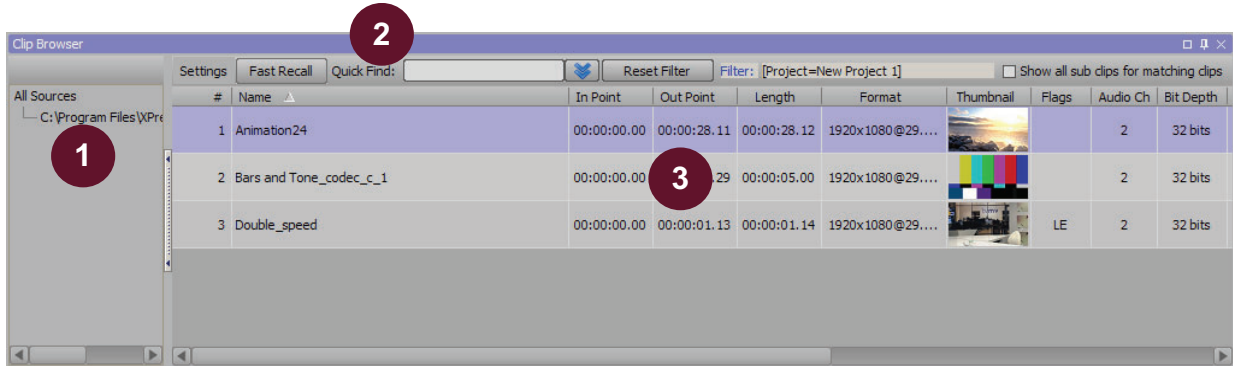 2
Clip Browser
Settings Fast Recall Quick Find: Reset Filter Filter: [Project=New Project 1] Show all sub clips for matching clips
All Sources
C:\Program Files\XPre
1
# Name In Point Out Point Length Format Thumbnail Flags Audio Ch Bit Depth
1 Animation24 00:00:00.00 00:00:28.11 00:00:28.12 1920x1080@29.... 2 32 bits
2 Bars and Tone_codec_c_1 00:00:00.00 3 .29 00:00:05.00 1920x1080@29.... 2 32 bits
3 Double_speed 00:00:00.00 00:00:01.13 00:00:01.14 1920x1080@29.... LE 2 32 bits